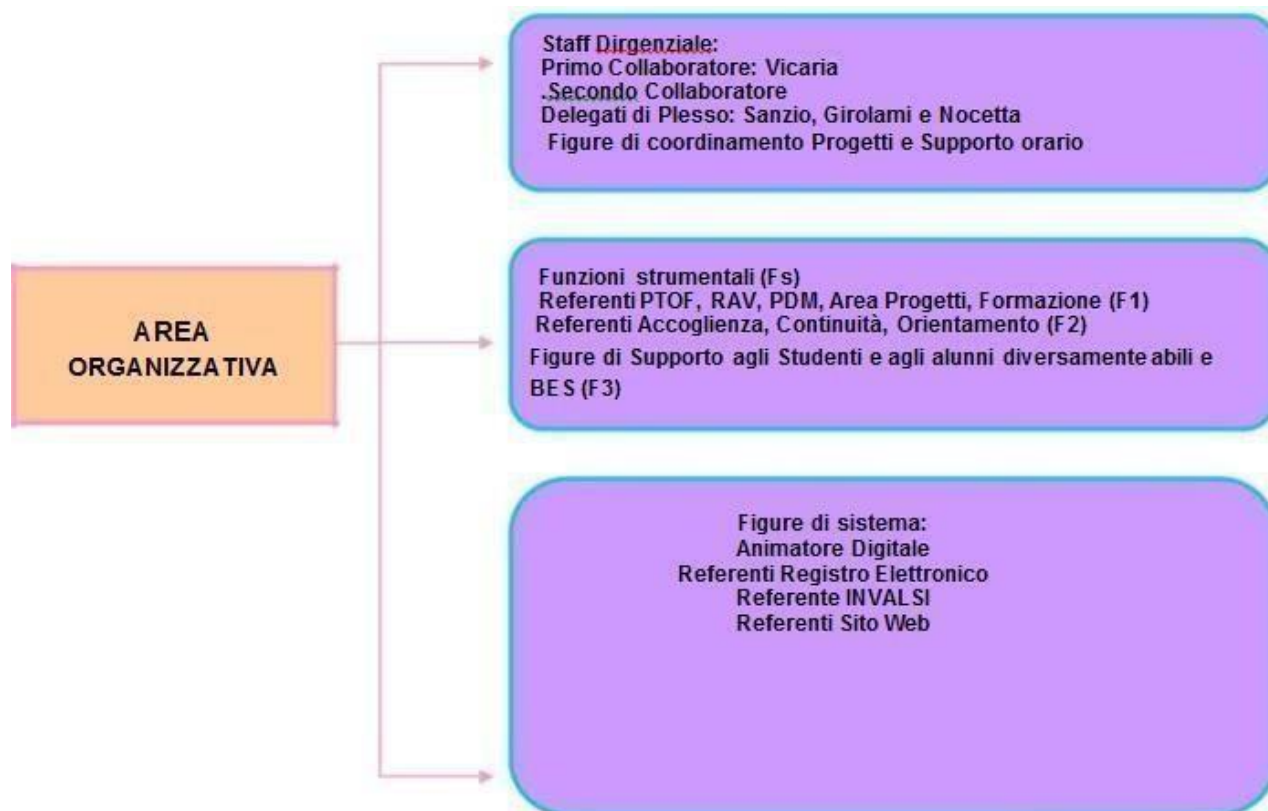 AREA
ORGANIZZATIVA
Staff Dirgenziale:
Primo Collaboratore: Vicaria
.Secondo Collaboratore
Delegati di Plesso: Sanzio, Girolami e Nocetta
Figure di coordinamento Progetti e Supporto orario
Funzioni strumentali (Fs)
Referenti PTOF, RAV, PDM, Area Progetti, Formazione (F1)
Referenti Accoglienza, Continuità, Orientamento (F2)
Figure di Supporto agli Studenti e agli alunni diversamente abili e
BES (F3)
Figure di sistema:
Animatore Digitale
Referenti Registro Elettronico
Referente INVALSI
Referenti Sito Web